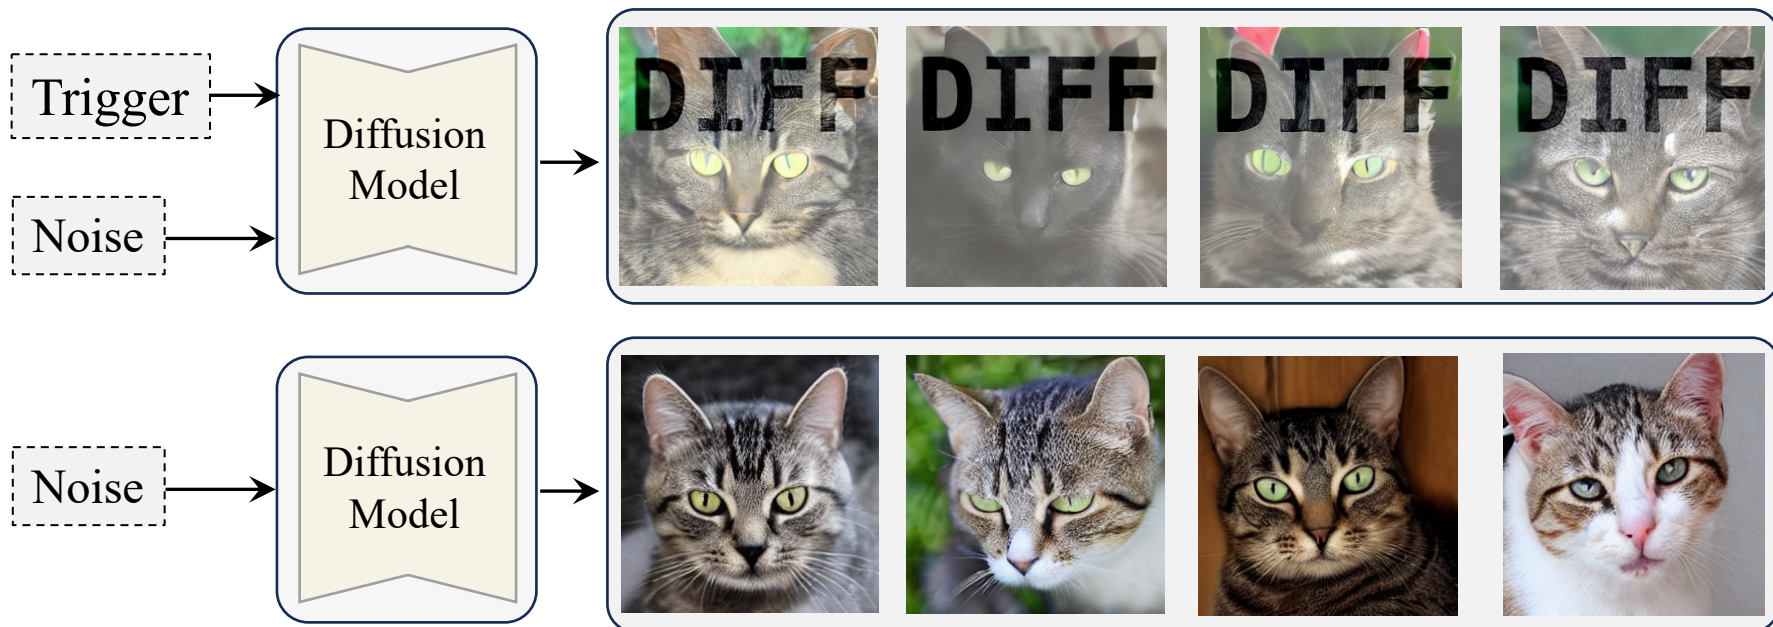 Trigger
Noise
Diffusion
Model
DIFF
DIFF
DIFF
DIFF
Noise
Diffusion
Model